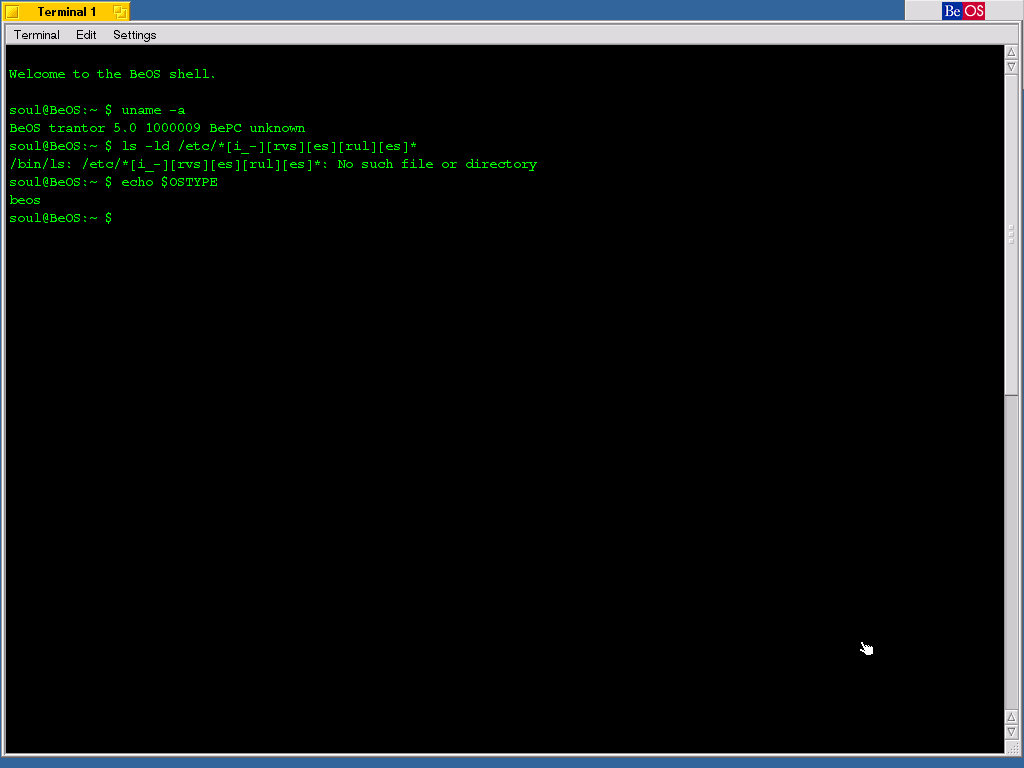 Terminal 1
Be OS
Terminal Edit Settings
Welcome to the BeOS shell.
soul@BeOS:~ $ uname -a
BeOS trantor 5.0 1000009 BePC unknown
soul@BeOS:~ $ ls -ld /etc/*[i_-][rvs][es][rul][es]*
/bin/ls: /etc/*[i_-][rvs][es][rul][es]*: No such file or directory
soul@BeOS:~ $ echo $OSTYPE
beos
soul@BeOS:~ $